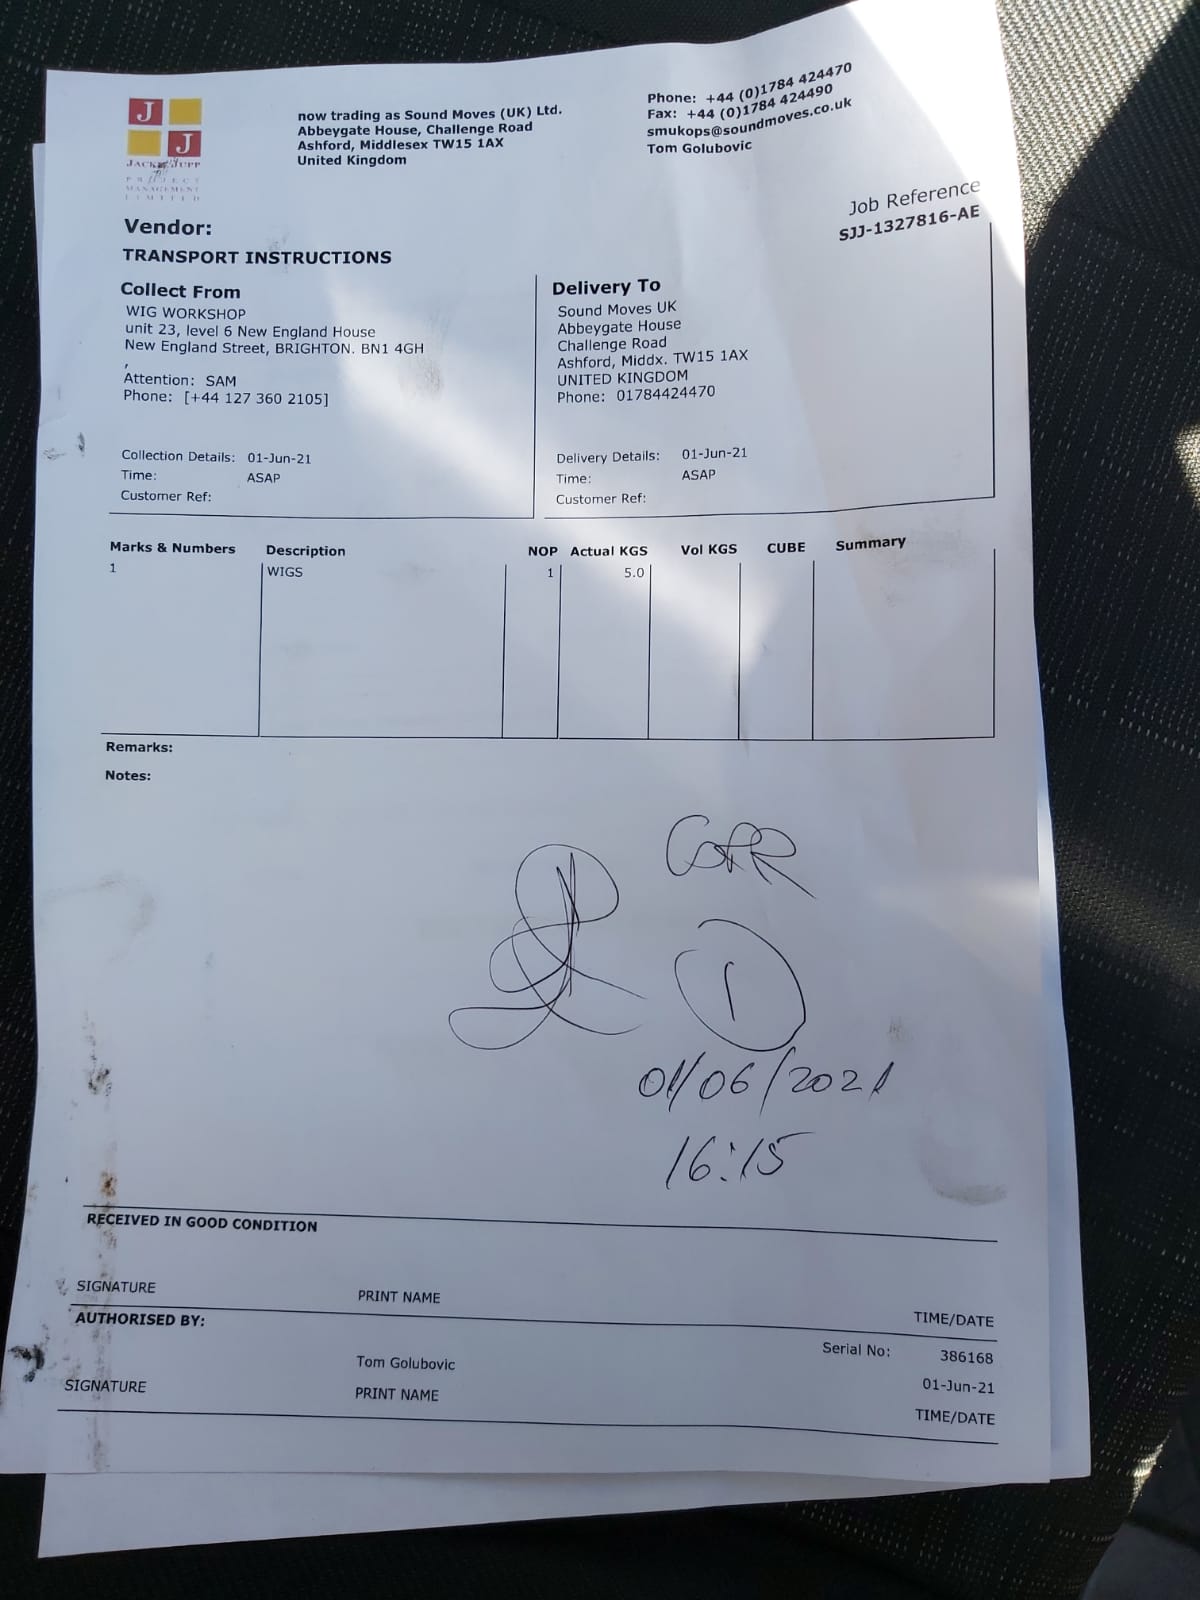 J
J
JACKY JUPP
PROJECT
MANAGEMENT
LIMITED
now trading as Sound Moves (UK) Ltd.
Abbeygate House, Challenge Road
Ashford, Middlesex TW15 1AX
United Kingdom
Phone: +44 (0)1784 424470
Fax: +44 (0)1784 424490
smukops@soundmoves.co.uk
Tom Golubovic
Job Reference
SJJ-1327816-AE
Vendor:
TRANSPORT INSTRUCTIONS
Collect From
WIG WORKSHOP
unit 23, level 6 New England House
New England Street, BRIGHTON. BN1 4GH
,
Attention: SAM
Phone: [+44 127 360 2105]
Collection Details: 01-Jun-21
Time: ASAP
Customer Ref:
Delivery To
Sound Moves UK
Abbeygate House
Challenge Road
Ashford, Middx. TW15 1AX
UNITED KINGDOM
Phone: 01784424470
Delivery Details: 01-Jun-21
Time: ASAP
Customer Ref:
Marks & Numbers Description NOP Actual KGS Vol KGS CUBE Summary
1 WIGS 1 5.0
Remarks:
Notes:
1
01/06/2021
16:15
RECEIVED IN GOOD CONDITION
SIGNATURE PRINT NAME TIME/DATE
AUTHORISED BY: Serial No: 386168
Tom Golubovic 01-Jun-21
SIGNATURE PRINT NAME TIME/DATE